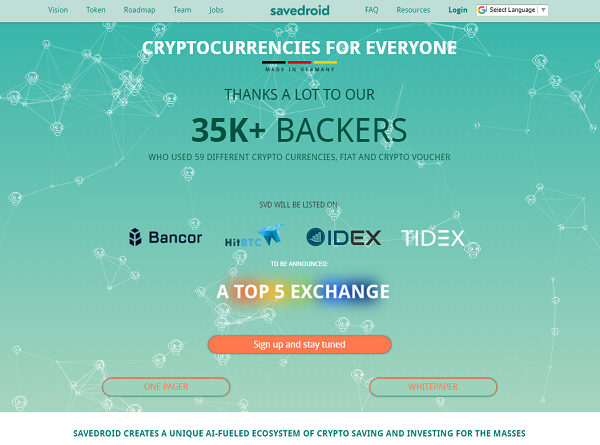 Vision Token Roadmap Team Jobs savedroid FAQ Resources Login Select Language
CRYPTOCURRENCIES FOR EVERYONE
MADE IN GERMANY
THANKS A LOT TO OUR
35K+ BACKERS
WHO USED 59 DIFFERENT CRYPTO CURRENCIES, FIAT AND CRYPTO VOUCHER
SVD WILL BE LISTED ON:
Bancor HitBTC IDEX TIDEX
TO BE ANNOUNCED:
A TOP 5 EXCHANGE
Sign up and stay tuned
ONE PAGER WHITEPAPER
SAVEDROID CREATES A UNIQUE AI-FUELED ECOSYSTEM OF CRYPTO SAVING AND INVESTING FOR THE MASSES